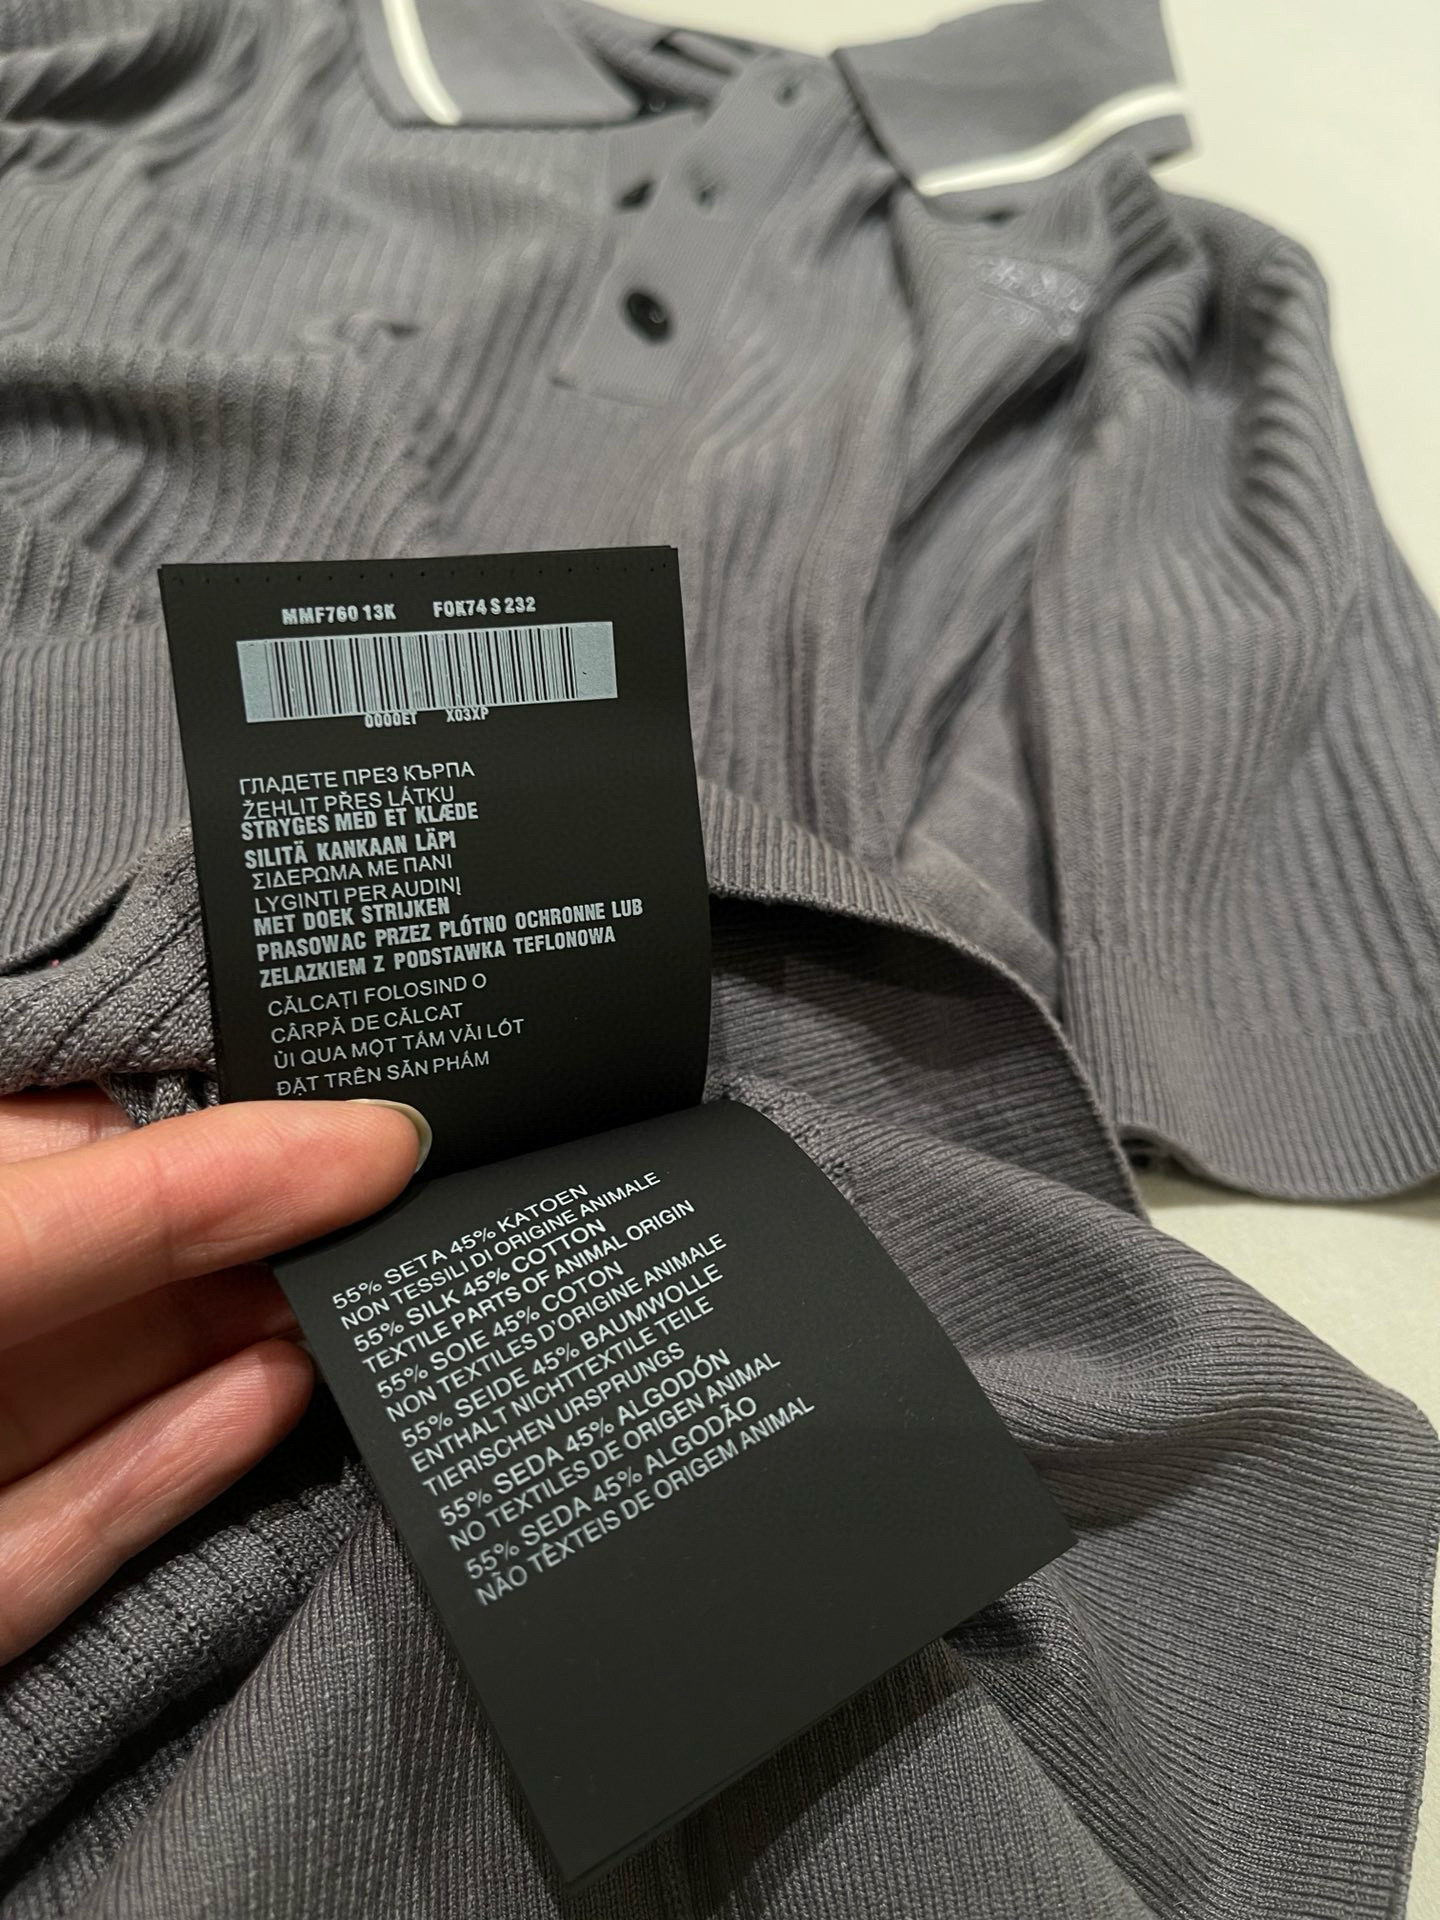 MMF760 13K F0K74 S 232
0000ET X03XP
ГЛАДЕТЕ ПРЕЗ КЪРПА
ŽEHLIT PŘES LÁTKU
STRYGES MED ET KLÆDE
SILITÄ KANKAAN LÄPI
ΣΙΔΕΡΩΜΑ ΜΕ ΠΑΝΙ
LYGINTI PER AUDINĮ
MET DOEK STRIJKEN
PRASOWAC PRZEZ PLÓTNO OCHRONNE LUB
ZELAZKIEM Z PODSTAWKA TEFLONOWA
CĂLCAȚI FOLOSIND O
CÂRPĂ DE CĂLCAT
ỦI QUA MỘT TẤM VẢI LÓT
ĐẶT TRÊN SẢN PHẨM
55% SETA 45% KATOEN
NON TESSILI DI ORIGINE ANIMALE
55% SILK 45% COTTON
TEXTILE PARTS OF ANIMAL ORIGIN
55% SOIE 45% COTON
NON TEXTILES D'ORIGINE ANIMALE
55% SEIDE 45% BAUMWOLLE
ENTHALT NICHTTEXTILE TEILE
TIERISCHEN URSPRUNGS
55% SEDA 45% ALGODÓN
NO TEXTILES DE ORIGEN ANIMAL
55% SEDA 45% ALGODÃO
NÃO TÊXTEIS DE ORIGEM ANIMAL